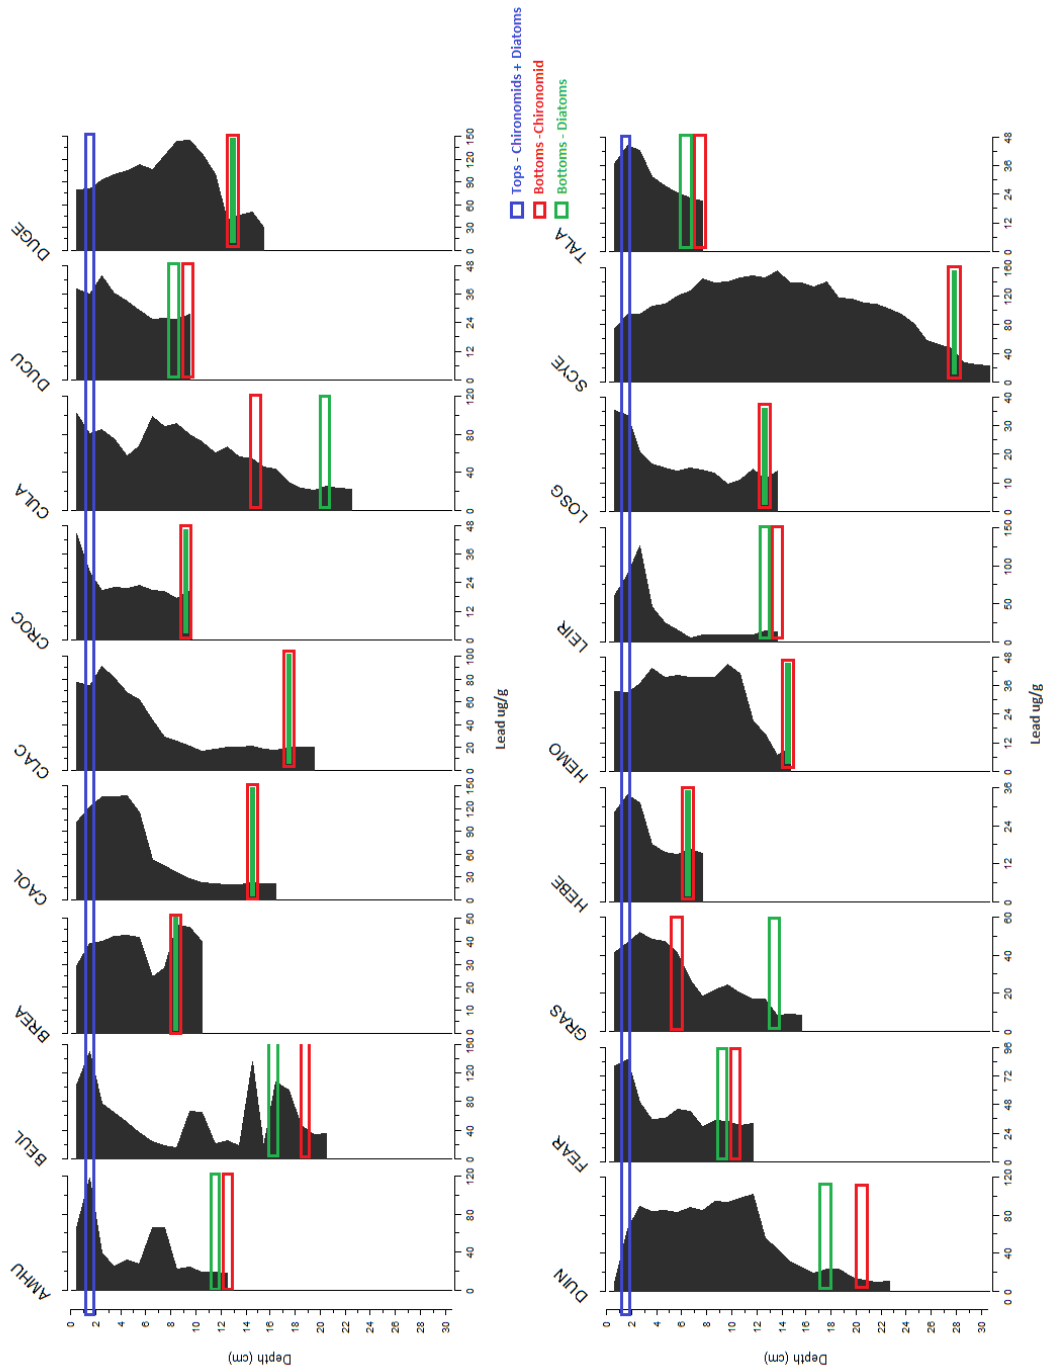 AMHU BEUL BREA CAOL CLAC CROC CULA DUCU DUGE
Depth (cm)
0
2
4
6
8
10
12
14
16
18
20
22
24
26
28
30
0 40 80 120 0 40 80 120 160 0 10 20 30 40 50 0 30 60 90 120 150 0 20 40 60 80 100 0 12 24 36 48 0 40 80 120 0 12 24 36 48 0 30 60 90 120 150
Lead ug/g
Tops - Chironomids + Diatoms
Bottoms -Chironomid
Bottoms - Diatoms
DUIN FEAR GRAS HEBE HEMO LEIR LOSG SCYE TALA
Depth (cm)
0
2
4
6
8
10
12
14
16
18
20
22
24
26
28
30
0 0 40 80 120 0 24 48 72 96 0 20 40 60 0 12 24 36 0 12 24 36 48 0 50 100 150 0 10 20 30 40 0 40 80 120 160 0 12 24 36 48
Lead ug/g